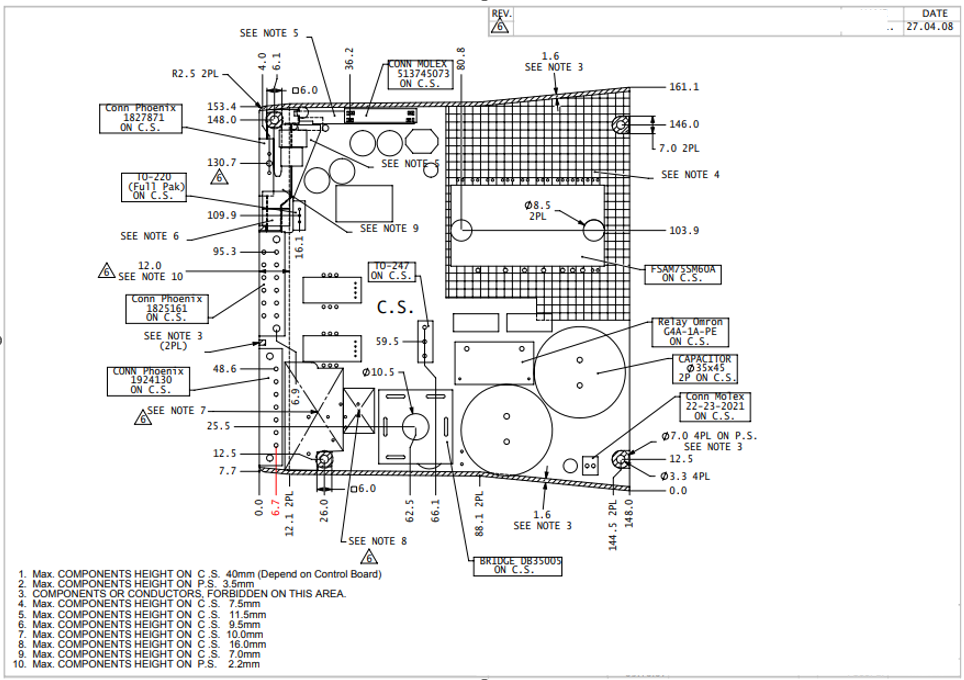 REV.
6
DATE
27.04.08
SEE NOTE 5
4.0
6.1
36.2
CONN MOLEX
513745073
ON C.S.
80.8
1.6
SEE NOTE 3
R2.5 2PL
□6.0
161.1
153.4
148.0
Conn Phoenix
1827871
ON C.S.
146.0
7.0 2PL
130.7
6
SEE NOTE 5
SEE NOTE 4
TO-220
(Full Pak)
ON C.S.
109.9
Ø8.5
2PL
SEE NOTE 9
103.9
SEE NOTE 6
16.1
95.3
6
12.0
SEE NOTE 10
TO-247
ON C.S.
FSAM75SM60A
ON C.S.
Conn Phoenix
1825161
ON C.S.
C.S.
SEE NOTE 3
(2PL)
59.5
Relay Omron
G4A-1A-PE
ON C.S.
CONN Phoenix
1924130
ON C.S.
48.6
Ø10.5
CAPACITOR
Ø35x45
2P ON C.S.
6.9
Conn Molex
22-23-2021
ON C.S.
6
SEE NOTE 7
25.5
Ø7.0 4PL ON P.S.
SEE NOTE 3
12.5
12.5
7.7
Ø3.3 4PL
□6.0
0.0
0.0
6.7
12.1 2PL
26.0
62.5
66.1
88.1 2PL
1.6
SEE NOTE 3
144.5 2PL
148.0
SEE NOTE 8
6
BRIDGE DB35005
ON C.S.
1. Max. COMPONENTS HEIGHT ON C .S. 40mm (Depend on Control Board)
2. Max. COMPONENTS HEIGHT ON P.S. 3.5mm
3. COMPONENTS OR CONDUCTORS, FORBIDDEN ON THIS AREA.
4. Max. COMPONENTS HEIGHT ON C .S. 7.5mm
5. Max. COMPONENTS HEIGHT ON C .S. 11.5mm
6. Max. COMPONENTS HEIGHT ON C .S. 9.5mm
7. Max. COMPONENTS HEIGHT ON C .S. 10.0mm
8. Max. COMPONENTS HEIGHT ON C .S. 16.0mm
9. Max. COMPONENTS HEIGHT ON C .S. 7.0mm
10. Max. COMPONENTS HEIGHT ON P.S. 2.2mm